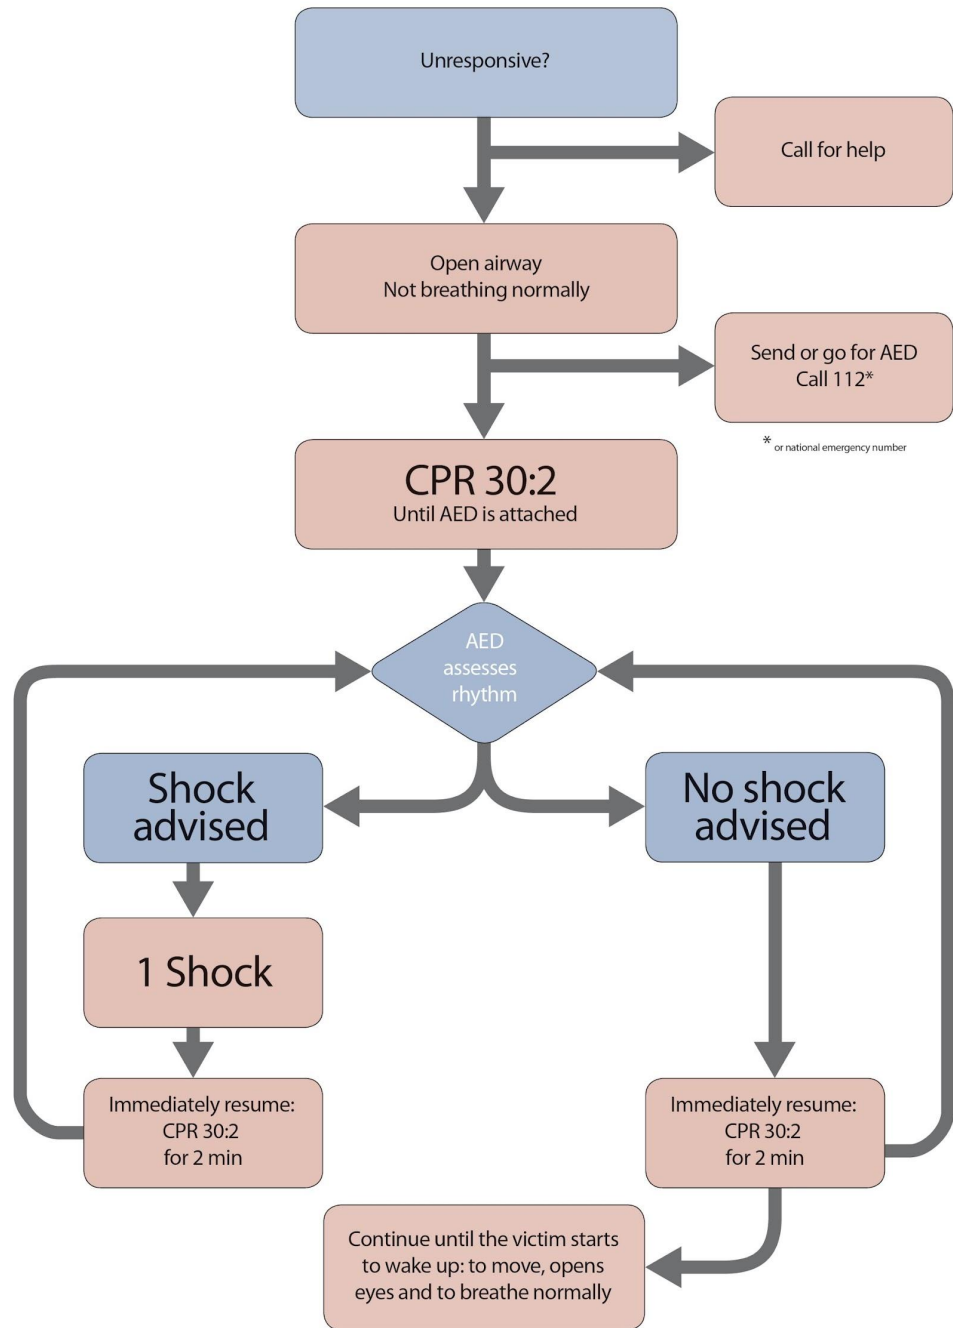 Unresponsive?
Call for help
Open airway
Not breathing normally
Send or go for AED
Call 112*
* or national emergency number
CPR 30:2
Until AED is attached
AED
assesses
rhythm
Shock
advised
No shock
advised
1 Shock
Immediately resume:
CPR 30:2
for 2 min
Immediately resume:
CPR 30:2
for 2 min
Continue until the victim starts
to wake up: to move, opens
eyes and to breathe normally